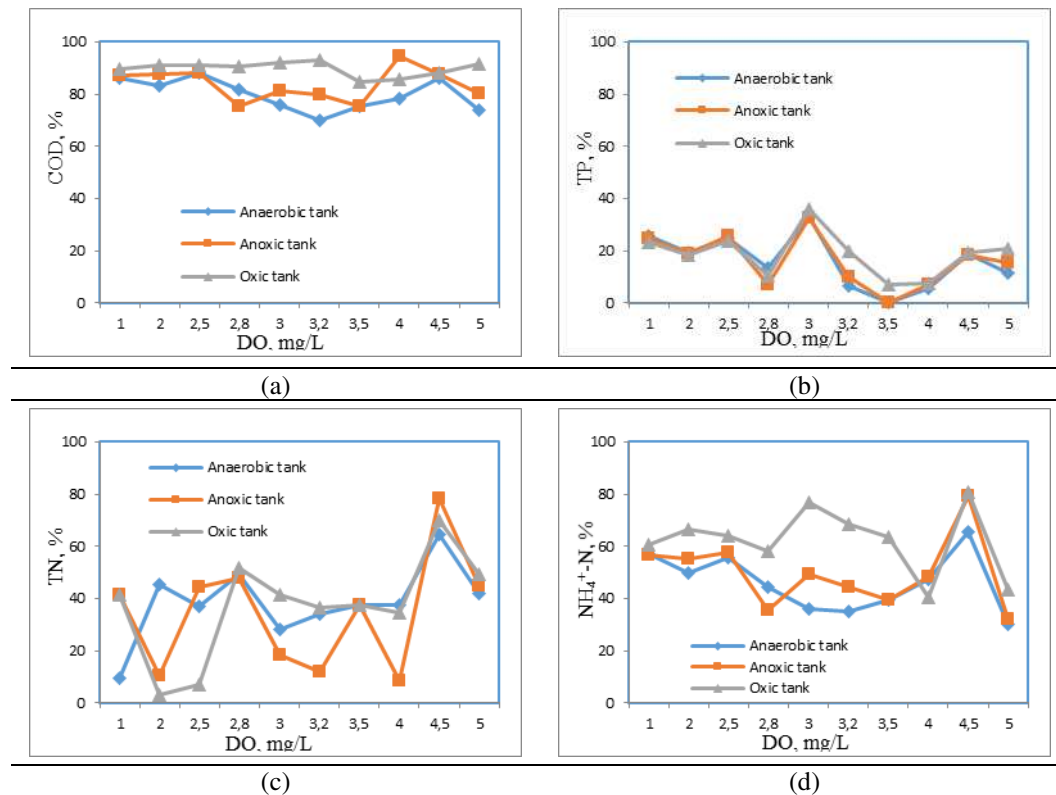 100
80
60
40
20
0
COD, %
Anaerobic tank
Anoxic tank
Oxic tank
1 2 2,5 2,8 3 3,2 3,5 4 4,5 5
DO, mg/L
(a)
100
80
60
40
20
0
TP, %
Anaerobic tank
Anoxic tank
Oxic tank
1 2 2,5 2,8 3 3,2 3,5 4 4,5 5
DO, mg/L
(b)
100
80
60
40
20
0
TN, %
Anaerobic tank
Anoxic tank
Oxic tank
1 2 2,5 2,8 3 3,2 3,5 4 4,5 5
DO, mg/L
(c)
100
80
60
40
20
0
NH₄⁺-N, %
Anaerobic tank
Anoxic tank
Oxic tank
1 2 2,5 2,8 3 3,2 3,5 4 4,5 5
DO, mg/L
(d)